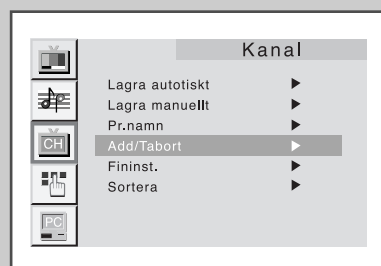 Kanal
Lagra autotiskt
Lagra manuellt
Pr.namn
CH Add/Tabort
Fininst.
Sortera
PC